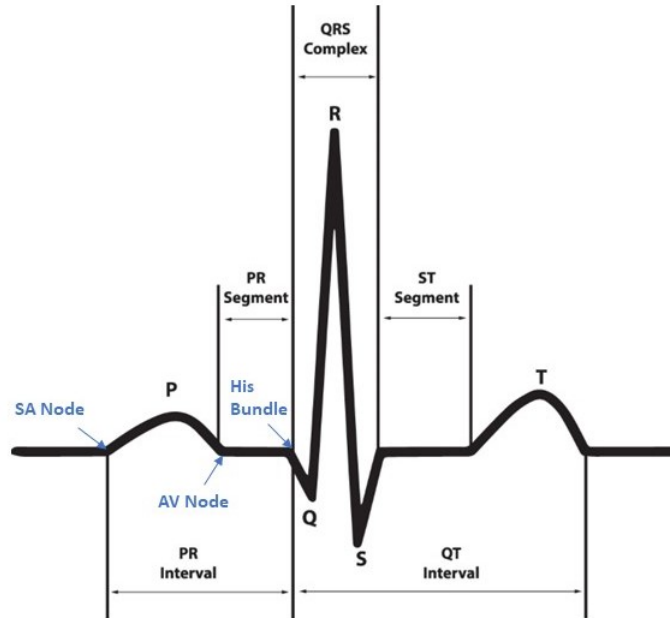 QRS
Complex
R
PR
Segment
ST
Segment
P
His
Bundle
T
SA Node
AV Node
Q
S
PR
Interval
QT
Interval